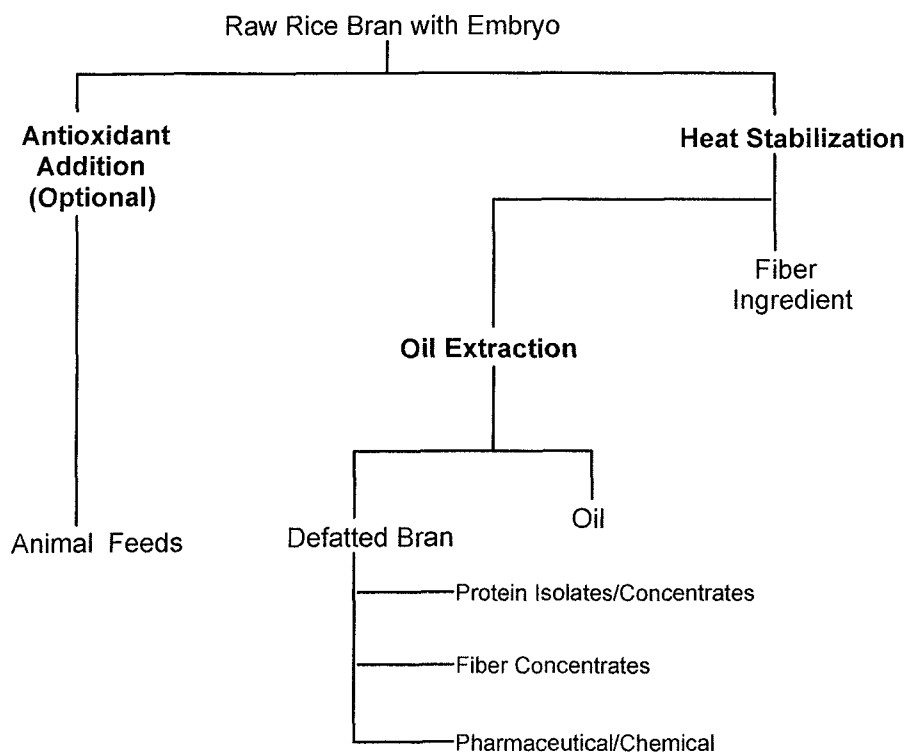 Raw Rice Bran with Embryo
Antioxidant
Addition
(Optional)
Heat Stabilization
Fiber
Ingredient
Oil Extraction
Animal Feeds
Defatted Bran
Oil
Protein Isolates/Concentrates
Fiber Concentrates
Pharmaceutical/Chemical